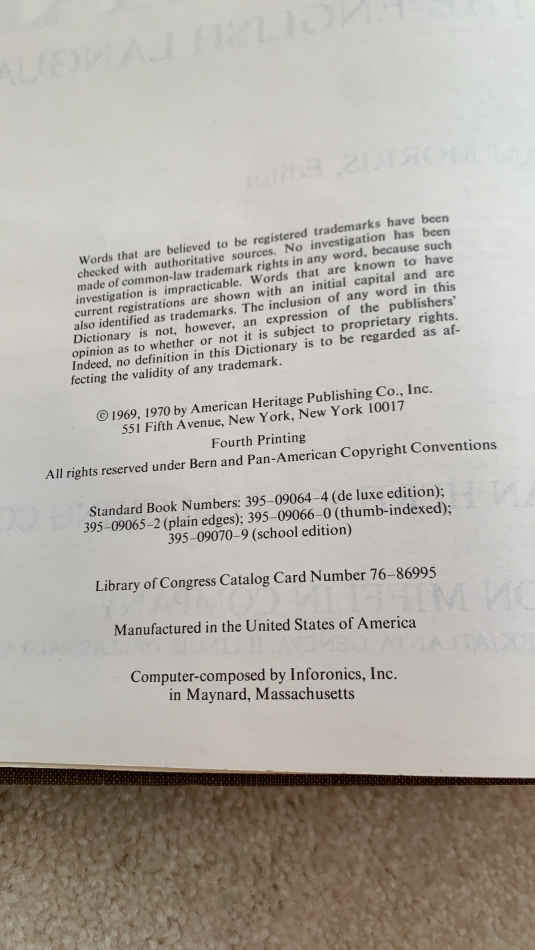 Words that are believed to be registered trademarks have been
checked with authoritative sources. No investigation has been
made of common-law trademark rights in any word, because such
investigation is impracticable. Words that are known to have
current registrations are shown with an initial capital and are
also identified as trademarks. The inclusion of any word in this
Dictionary is not, however, an expression of the publishers'
opinion as to whether or not it is subject to proprietary rights.
Indeed, no definition in this Dictionary is to be regarded as af-
fecting the validity of any trademark.
© 1969, 1970 by American Heritage Publishing Co., Inc.
551 Fifth Avenue, New York, New York 10017
Fourth Printing
All rights reserved under Bern and Pan-American Copyright Conventions
Standard Book Numbers: 395–09064–4 (de luxe edition);
395–09065–2 (plain edges); 395–09066–0 (thumb-indexed);
395–09070–9 (school edition)
Library of Congress Catalog Card Number 76–86995
Manufactured in the United States of America
Computer-composed by Inforonics, Inc.
in Maynard, Massachusetts